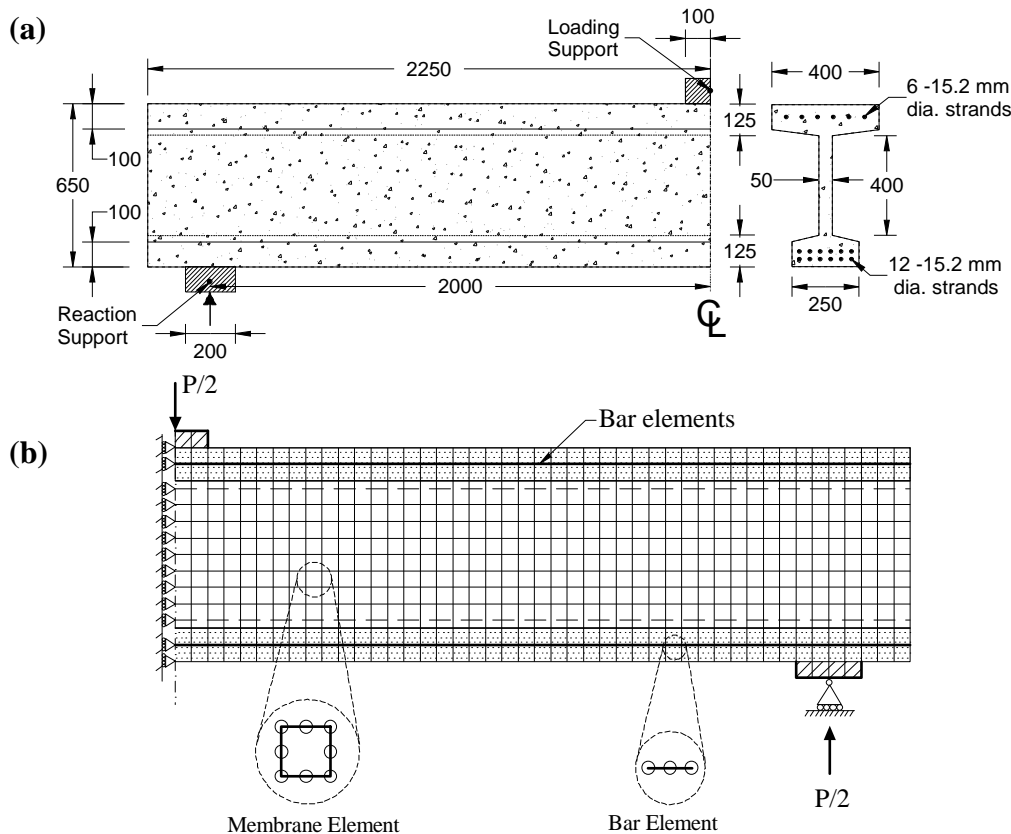 (a)
100
Loading
Support
2250
400
6 -15.2 mm
dia. strands
125
100
650
50
400
100
125
12 -15.2 mm
dia. strands
2000
250
Reaction
Support
200
CL
P/2
(b)
Bar elements
P/2
Membrane Element
Bar Element